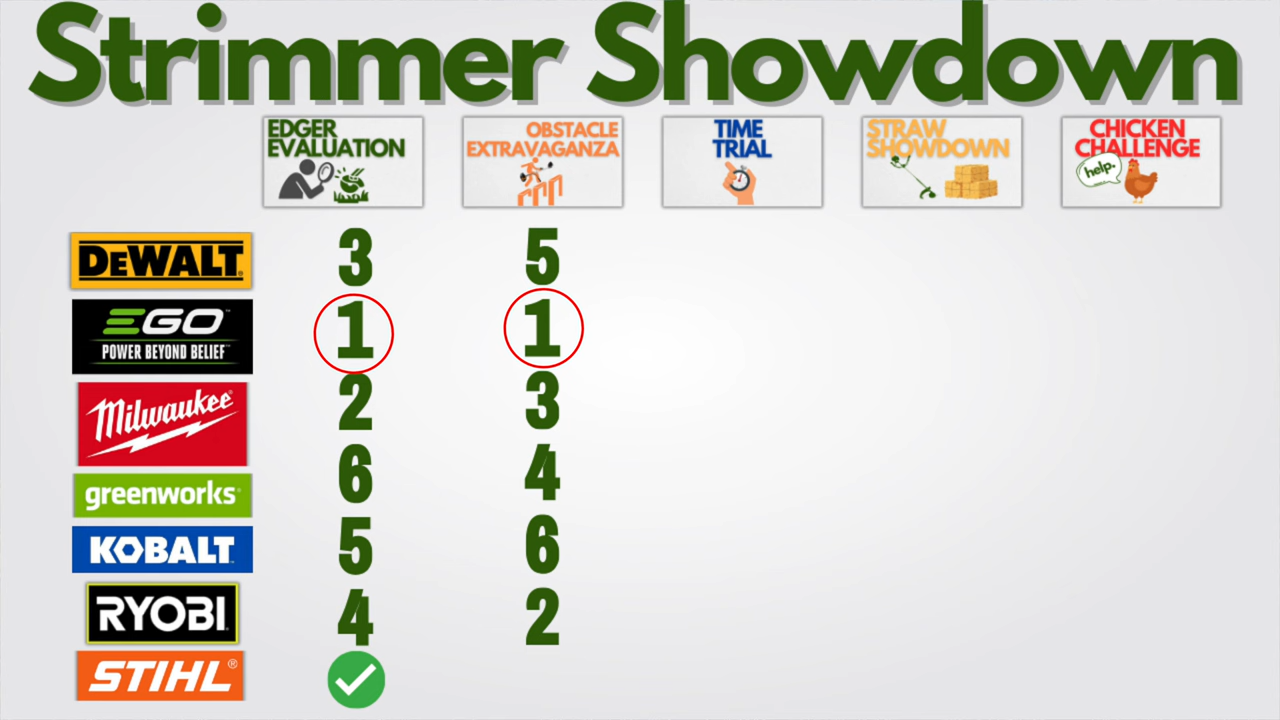 Strimmer Showdown
EDGER
EVALUATION
OBSTACLE
EXTRAVAGANZA
TIME
TRIAL
STRAW
SHOWDOWN
CHICKEN
CHALLENGE
help.
DEWALT 3 5
EGO
POWER BEYOND BELIEF™ 1 1
Milwaukee® 2 3
greenworks 6 4
KOBALT 5 6
RYOBI 4 2
STIHL®